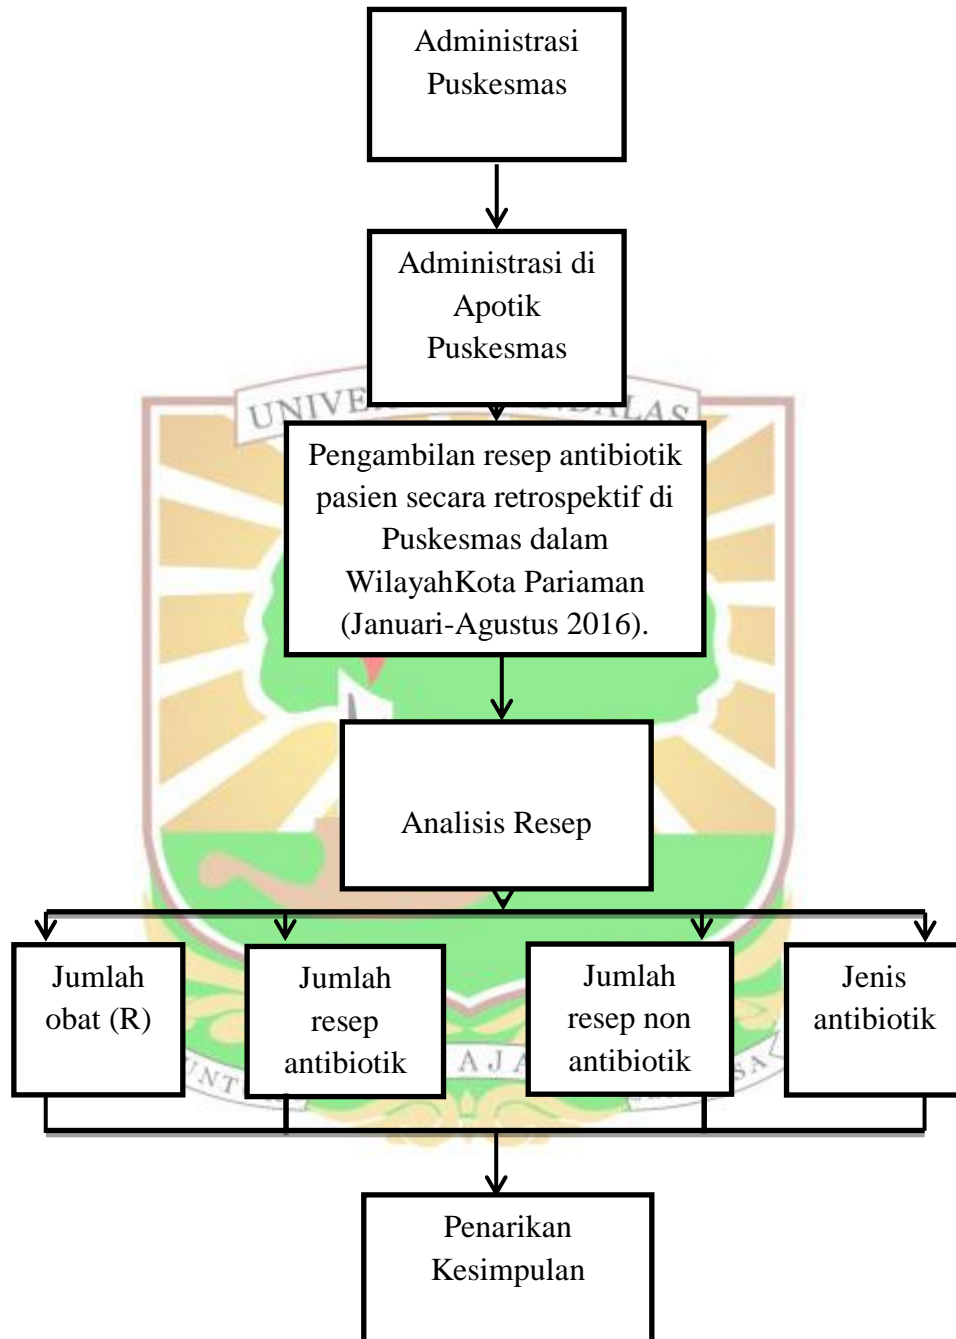 Administrasi
Puskesmas
Administrasi di
Apotik
Puskesmas
Pengambilan resep antibiotik
pasien secara retrospektif di
Puskesmas dalam
WilayahKota Pariaman
(Januari-Agustus 2016).
Analisis Resep
Jumlah
obat (R)
Jumlah
resep
antibiotik
Jumlah
resep non
antibiotik
Jenis
antibiotik
Penarikan
Kesimpulan